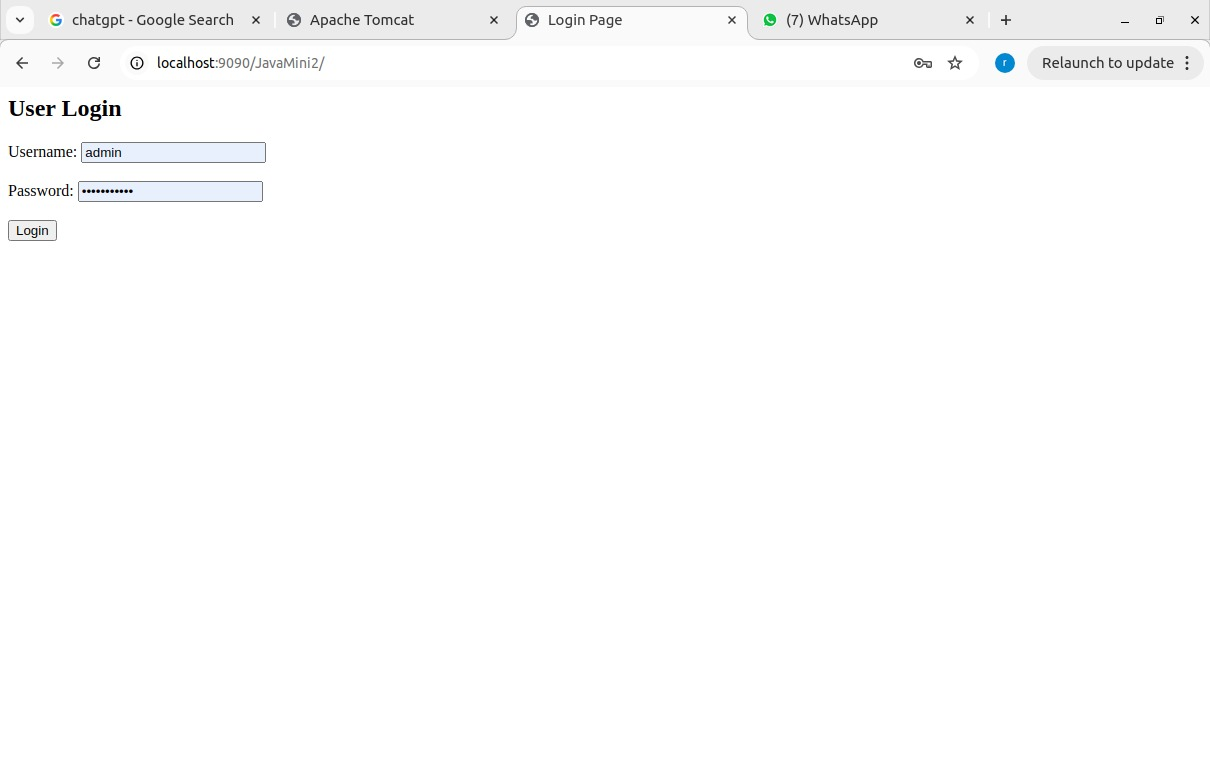 chatgpt - Google Search
Apache Tomcat
Login Page
(7) WhatsApp
localhost:9090/JavaMini2/
r
Relaunch to update
User Login
Username: admin
Password: •••••••••••
Login